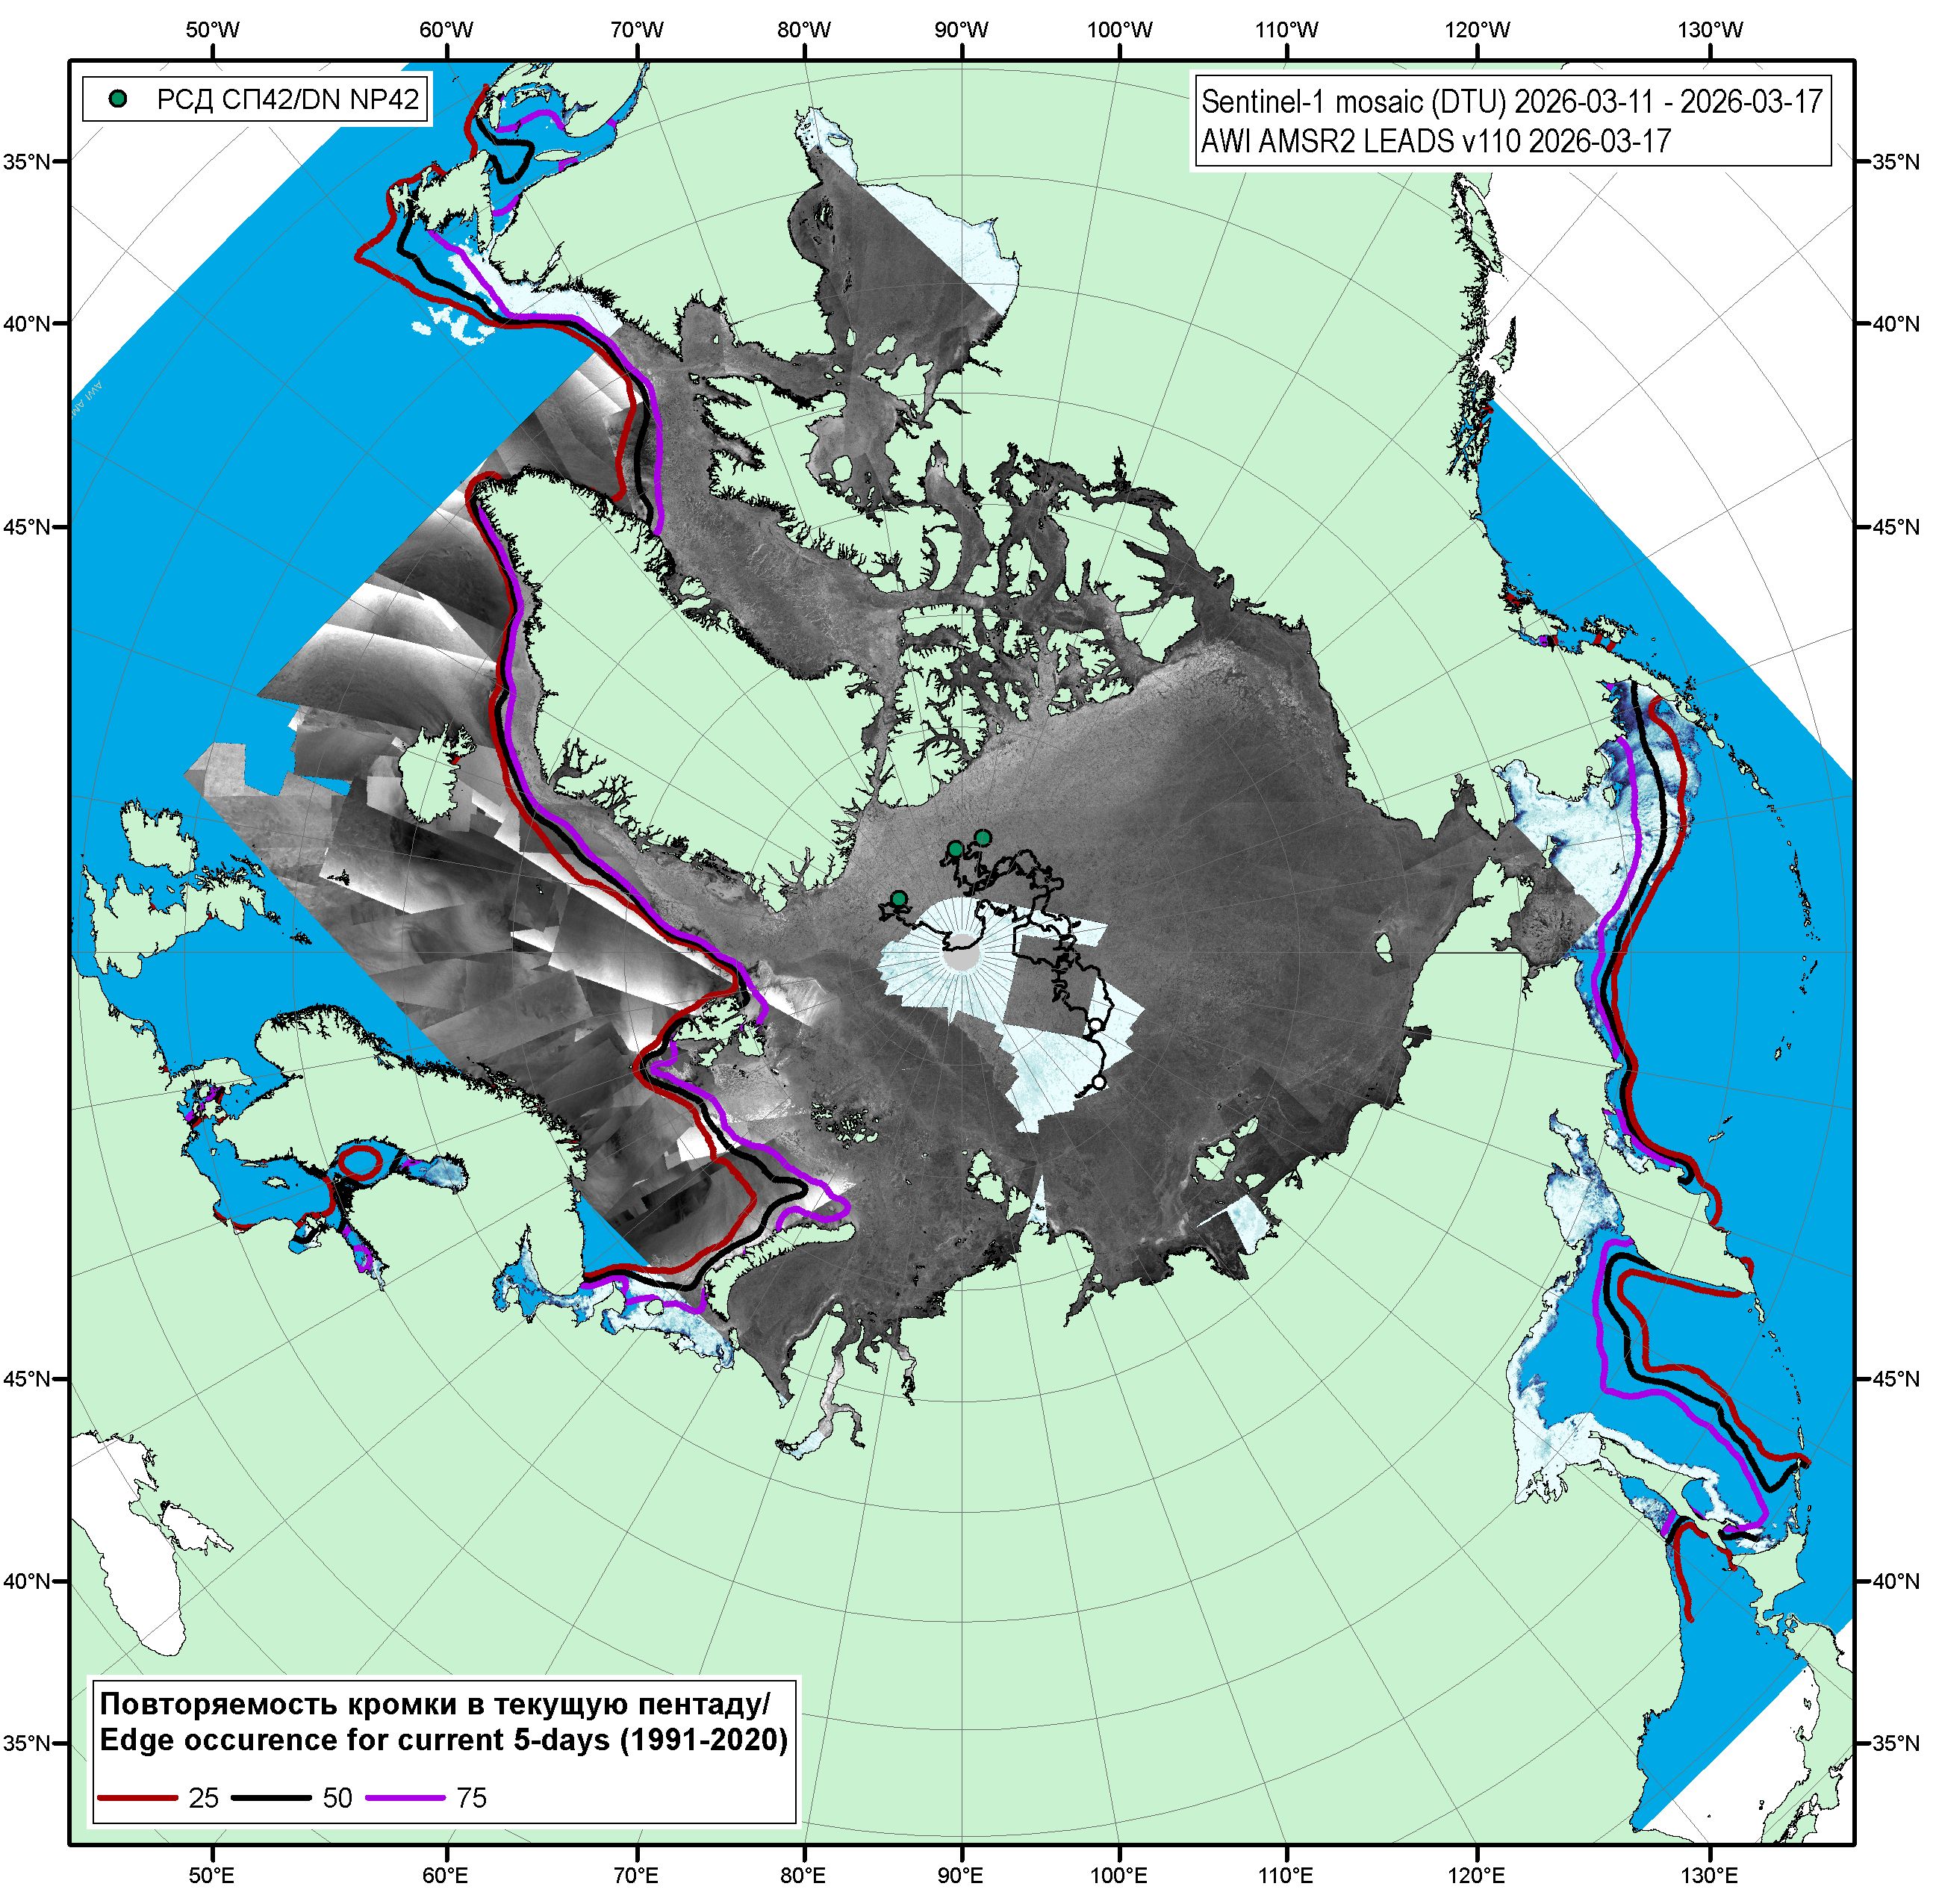 50°W 60°W 70°W 80°W 90°W 100°W 110°W 120°W 130°W
РСД СП42/DN NP42
Sentinel-1 mosaic (DTU) 2026-03-11 - 2026-03-17
AWI AMSR2 LEADS v110 2026-03-17
35°N 35°N
40°N 40°N
AWI
45°N 45°N
45°N 45°N
40°N 40°N
35°N 35°N
Повторяемость кромки в текущую пентаду/
Edge occurence for current 5-days (1991-2020)
25 50 75
50°E 60°E 70°E 80°E 90°E 100°E 110°E 120°E 130°E